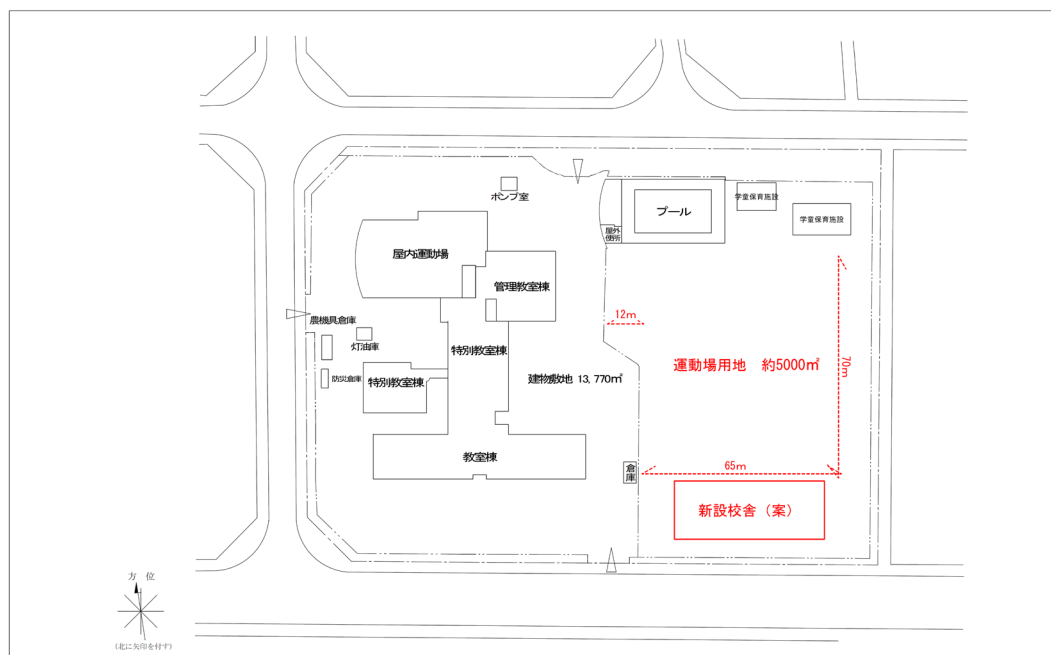 ポンプ室
プール
学童保育施設
学童保育施設
屋外
便所
屋内運動場
管理教室棟
農機具倉庫
12m
灯油庫
特別教室棟
運動場用地 約5000㎡
70m
防災倉庫
特別教室棟
建物敷地 13,770㎡
教室棟
倉庫
65m
新設校舎（案）
方 位
(北に矢印を付す)